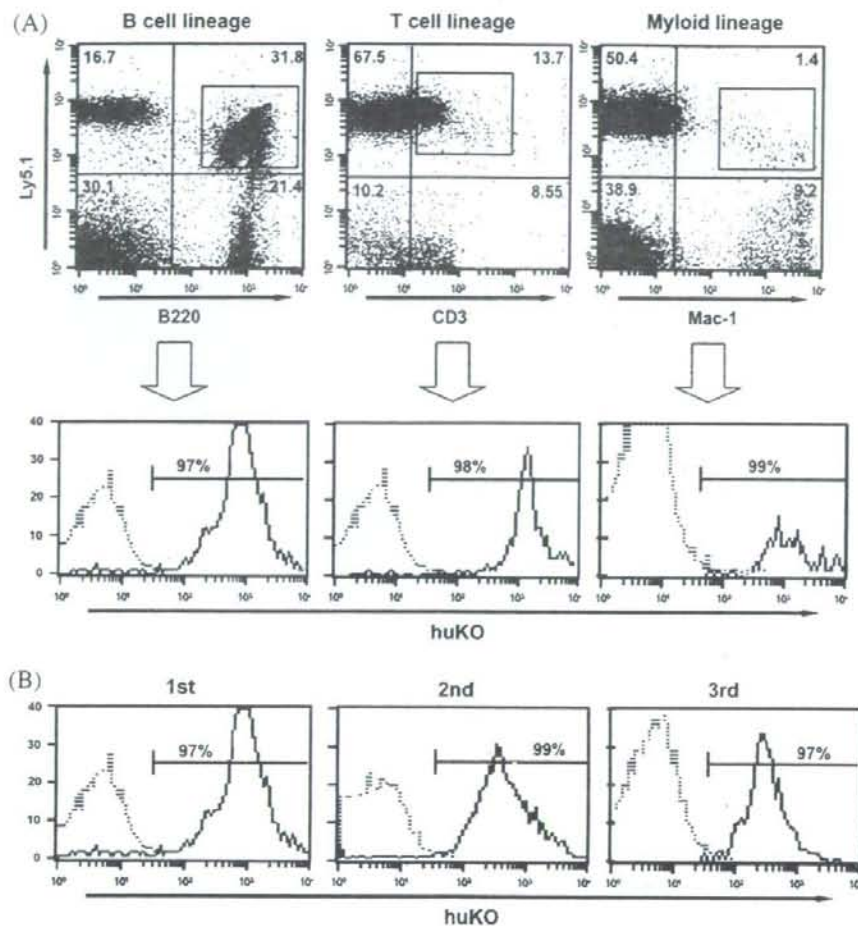 (A)
B cell lineage T cell lineage Myloid lineage
16.7 31.8 67.5 13.7 50.4 1.4
Ly5.1
30.1 21.4 10.2 8.55 38.9 9.2
B220 CD3 Mac-1
40
30
20
10
0
97% 98% 99%
huKO
(B)
1st 2nd 3rd
40
30
20
10
0
97% 99% 97%
huKO